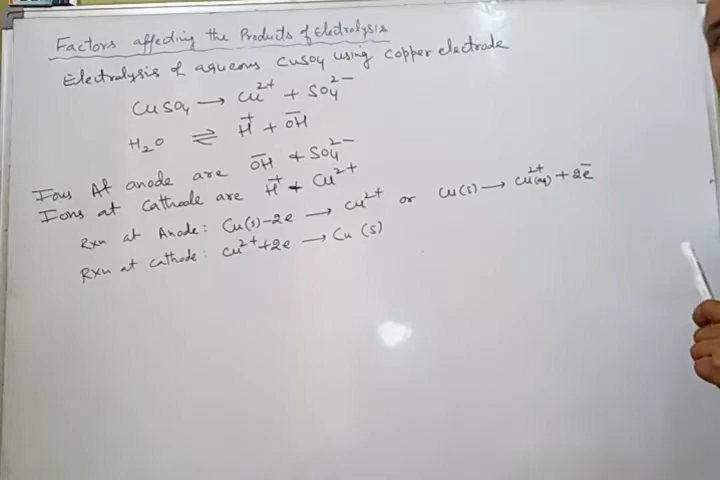 Factors affecting the Products of Electrolysis
Electrolysis of aqueous CuSO4 using copper electrode
CuSO4 → Cu²⁺ + SO4²⁻
H2O ⇌ H⁺ + OH⁻
Ions At anode are OH⁻ + SO4²⁻
Ions at cathode are H⁺ + Cu²⁺
Rxn at Anode: Cu(s) - 2e → Cu²⁺ or Cu(s) → Cu²⁺(aq) + 2e⁻
Rxn at cathode: Cu²⁺ + 2e → Cu (s)